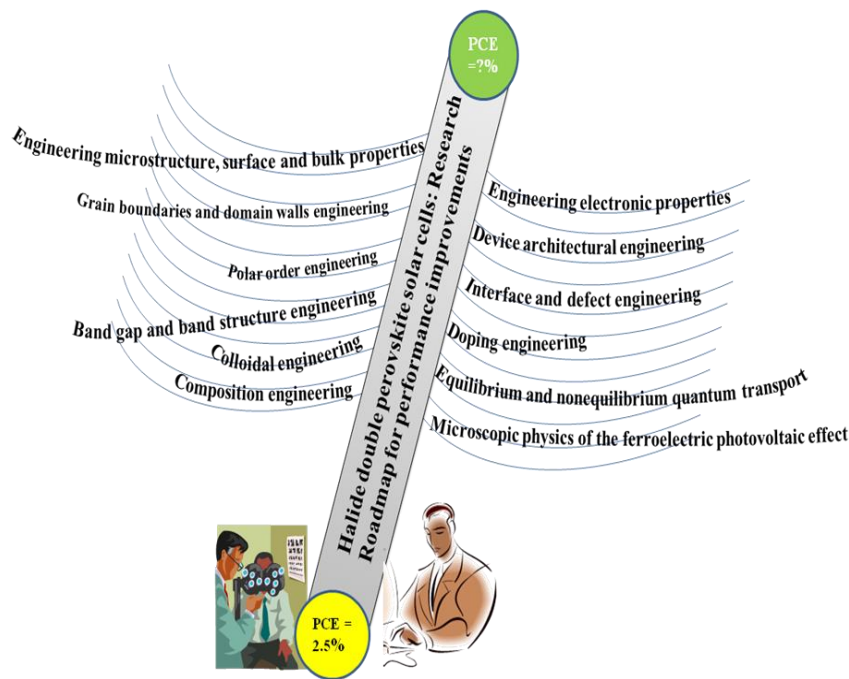 PCE
=?%
Halide double perovskite solar cells: Research
Roadmap for performance improvements
Engineering microstructure, surface and bulk properties
Grain boundaries and domain walls engineering
Polar order engineering
Band gap and band structure engineering
Colloidal engineering
Composition engineering
Engineering electronic properties
Device architectural engineering
Interface and defect engineering
Doping engineering
Equilibrium and nonequilibrium quantum transport
Microscopic physics of the ferroelectric photovoltaic effect
PCE =
2.5%